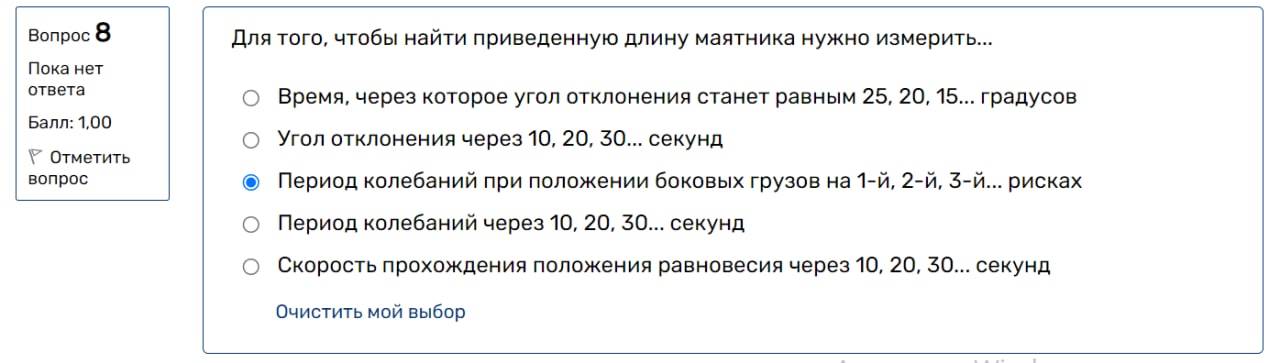 Вопрос 8
Пока нет
ответа
Балл: 1,00
Отметить
вопрос
Для того, чтобы найти приведенную длину маятника нужно измерить...
Время, через которое угол отклонения станет равным 25, 20, 15... градусов
Угол отклонения через 10, 20, 30... секунд
Период колебаний при положении боковых грузов на 1-й, 2-й, 3-й... рисках
Период колебаний через 10, 20, 30... секунд
Скорость прохождения положения равновесия через 10, 20, 30... секунд
Очистить мой выбор